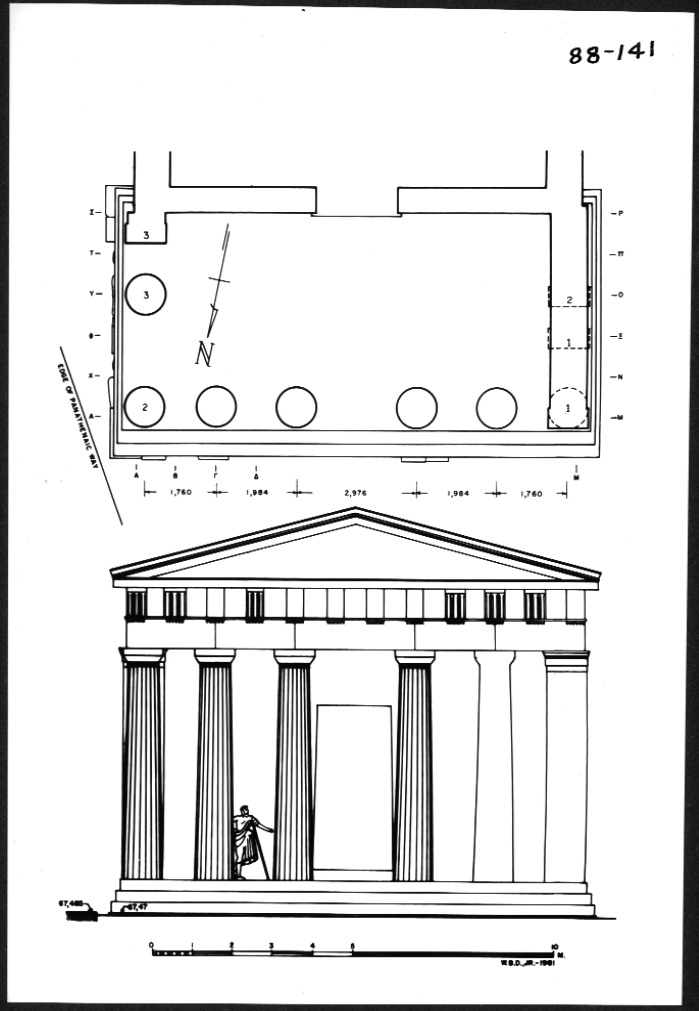 88-141
Σ
Τ
Υ
Φ
Χ
Α
3
3
2
N
2
1
1
Ρ
Π
Ο
Ξ
Ν
Μ
EDGE OF PANATHENAIC WAY
Α Β Γ Δ Μ
1,760 1,984 2,976 1,984 1,760
67,465 67,47
0 1 2 3 4 5 10 M.
W.B.D., JR.-1981